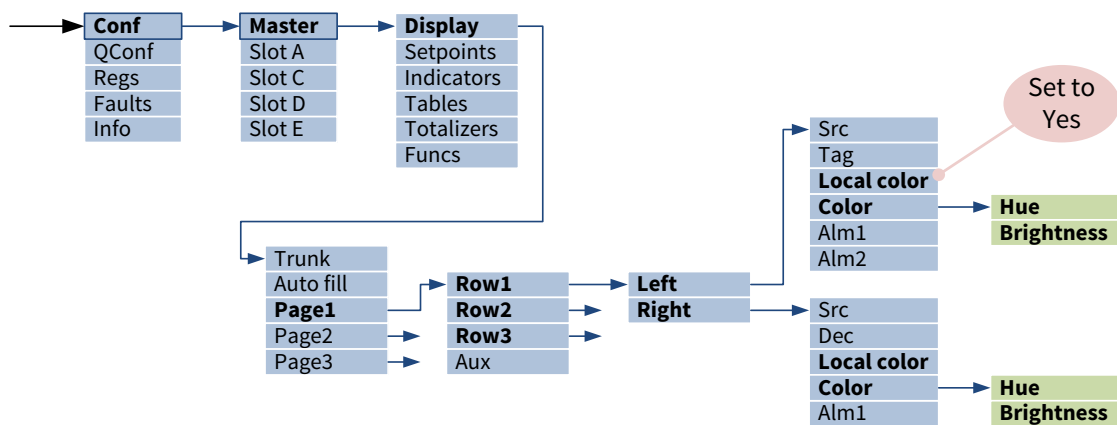 Conf
QConf
Regs
Faults
Info
Master
Slot A
Slot C
Slot D
Slot E
Display
Setpoints
Indicators
Tables
Totalizers
Funcs
Trunk
Auto fill
Page1
Page2
Page3
Row1
Row2
Row3
Aux
Left
Right
Src
Tag
Local color
Color
Alm1
Alm2
Set to
Yes
Hue
Brightness
Src
Dec
Local color
Color
Alm1
Hue
Brightness